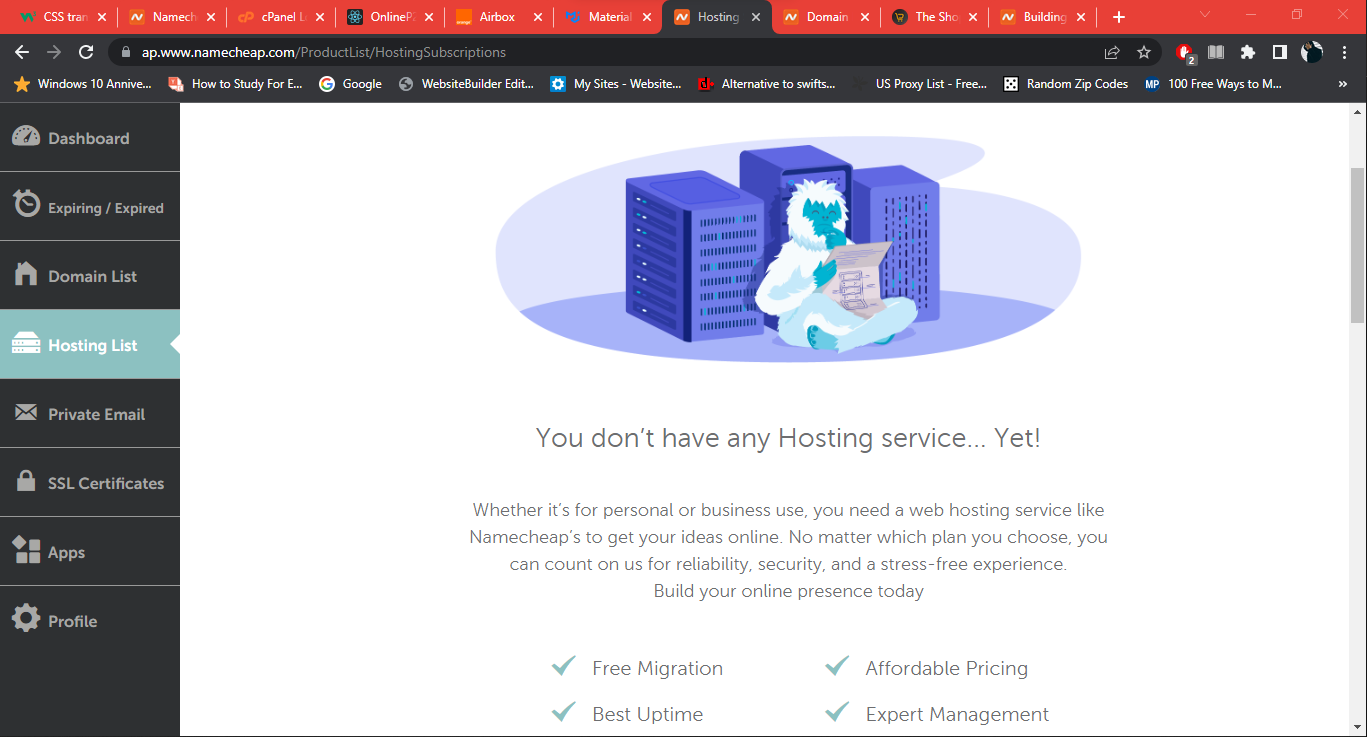 CSS tran
Namech
cPanel L
OnlineP
Airbox
Material
Hosting
Domain
The Sho
Building
ap.www.namecheap.com/ProductList/HostingSubscriptions
2
Windows 10 Annive...
How to Study For E...
Google
WebsiteBuilder Edit...
My Sites - Website...
Alternative to swifts...
US Proxy List - Free...
Random Zip Codes
MP
100 Free Ways to M...
»
Dashboard
Expiring / Expired
Domain List
Hosting List
Private Email
SSL Certificates
Apps
Profile
You don’t have any Hosting service... Yet!
Whether it’s for personal or business use, you need a web hosting service like
Namecheap’s to get your ideas online. No matter which plan you choose, you
can count on us for reliability, security, and a stress-free experience.
Build your online presence today
Free Migration
Affordable Pricing
Best Uptime
Expert Management